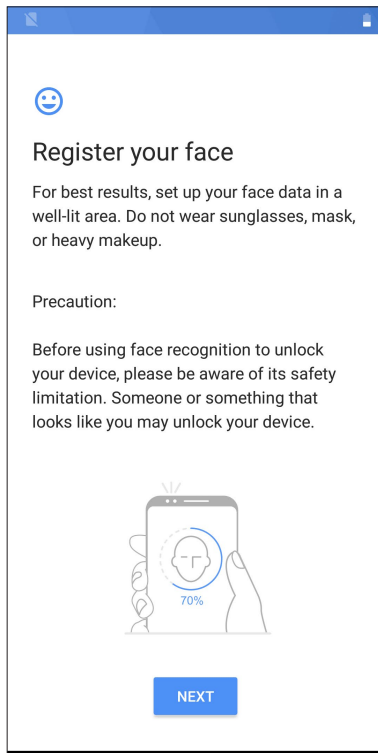 Register your face
For best results, set up your face data in a
well-lit area. Do not wear sunglasses, mask,
or heavy makeup.
Precaution:
Before using face recognition to unlock
your device, please be aware of its safety
limitation. Someone or something that
looks like you may unlock your device.
70%
NEXT